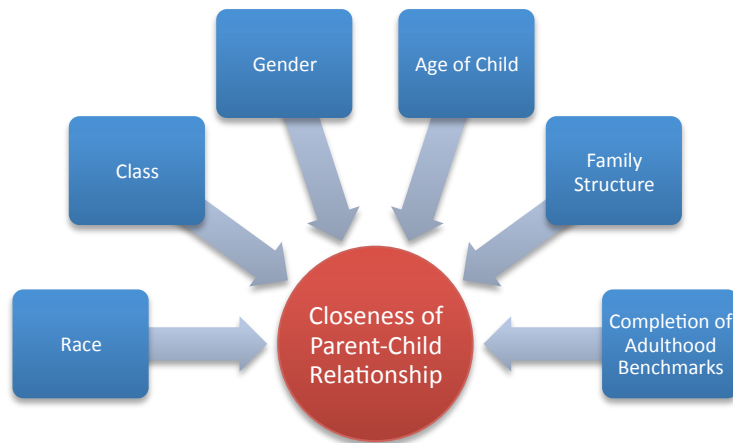 Gender
Age of Child
Class
Family
Structure
Race
Closeness of
Parent-Child
Relationship
Completion of
Adulthood
Benchmarks